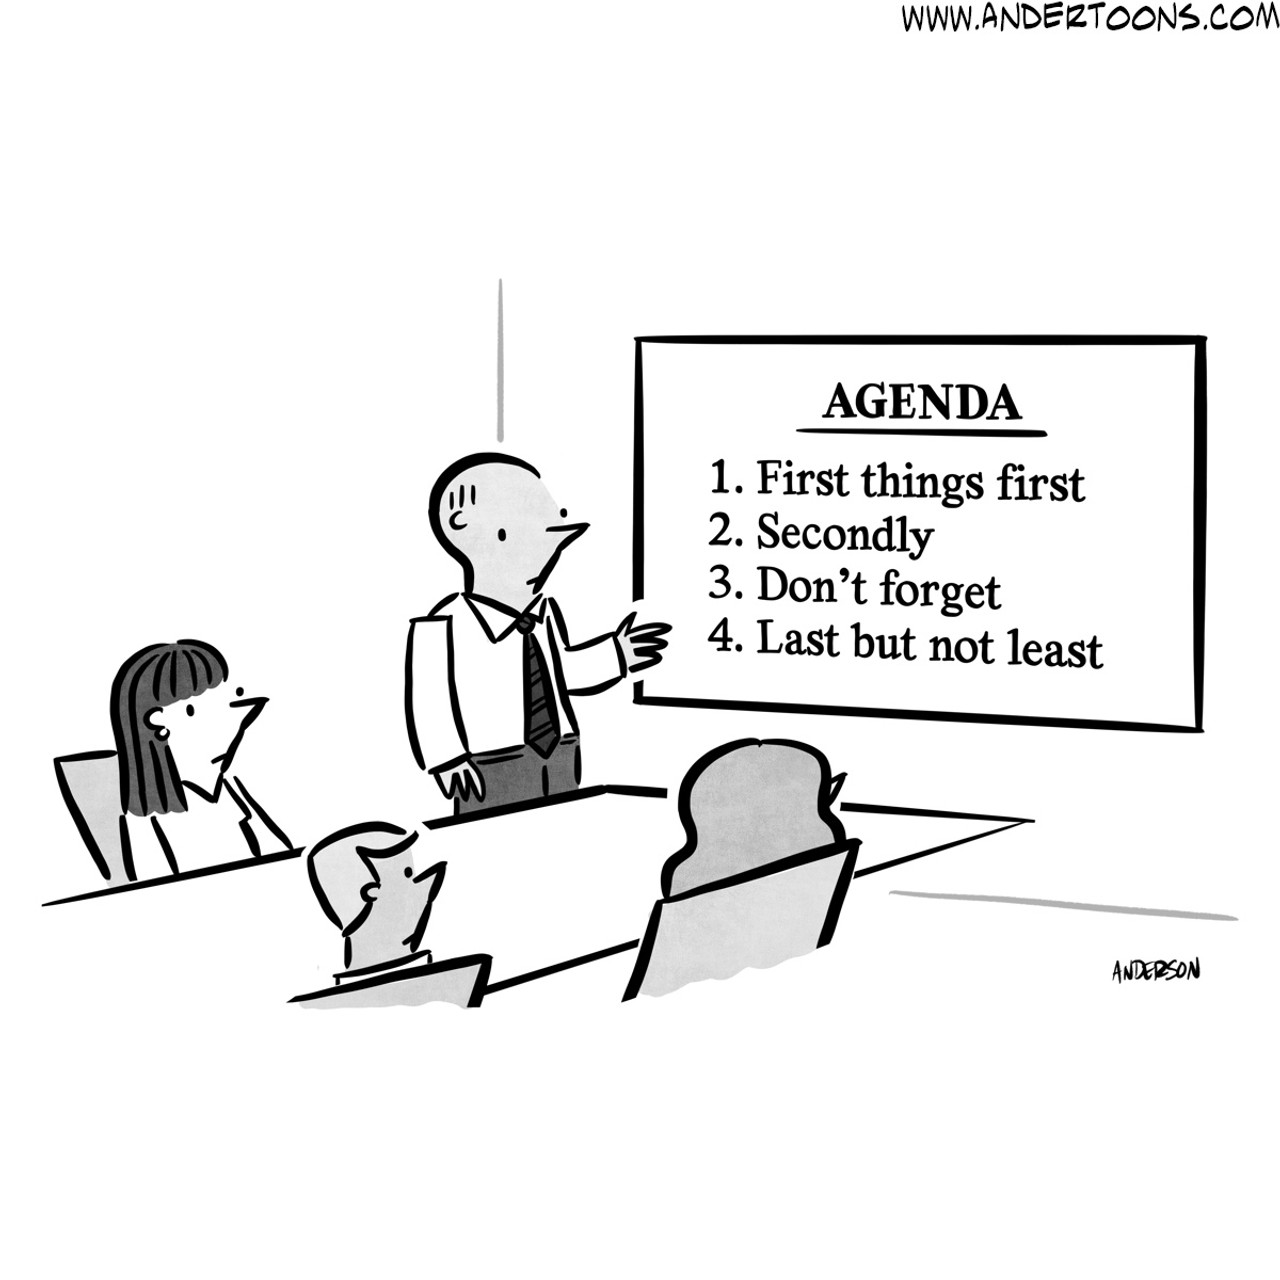 WWW.ANDERTOONS.COM
AGENDA
1. First things first
2. Secondly
3. Don't forget
4. Last but not least
ANDERSON